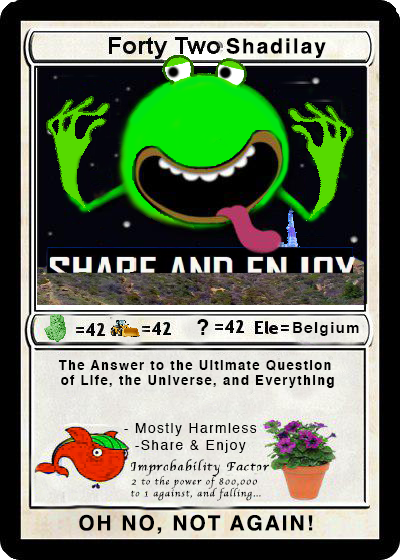 Forty Two Shadilay
SHARE AND ENJOY
=42 =42 ? =42 Ele=Belgium
The Answer to the Ultimate Question
of Life, the Universe, and Everything
- Mostly Harmless
-Share & Enjoy
Improbability Factor
2 to the power of 800,000
to 1 against, and falling...
OH NO, NOT AGAIN!